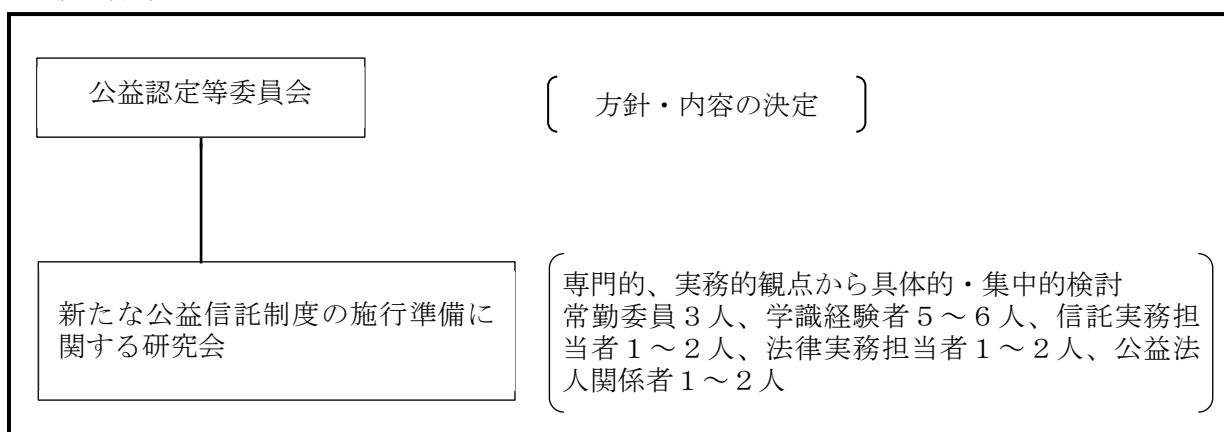 公益認定等委員会
方針・内容の決定
新たな公益信託制度の施行準備に
関する研究会
専門的、実務的観点から具体的・集中的検討
常勤委員３人、学識経験者５～６人、信託実務担
当者１～２人、法律実務担当者１～２人、公益法
人関係者１～２人